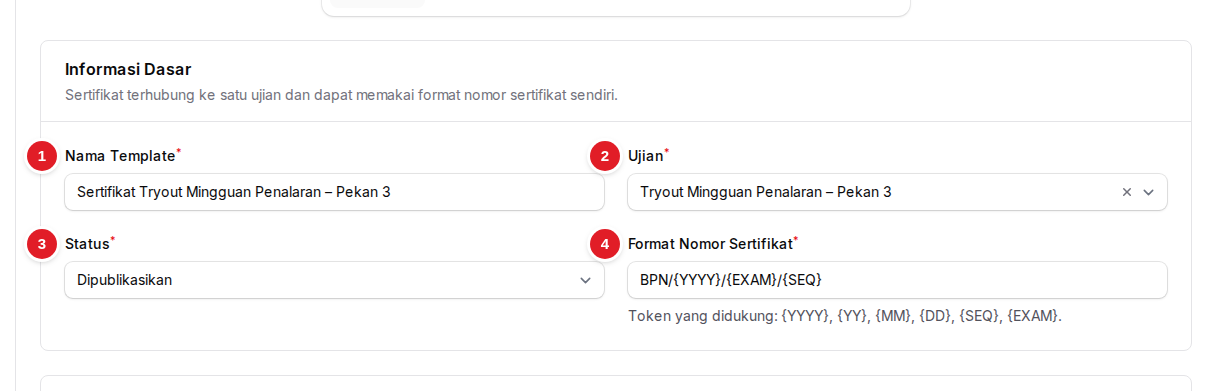 Informasi Dasar
Sertifikat terhubung ke satu ujian dan dapat memakai format nomor sertifikat sendiri.
1 Nama Template*
2 Ujian*
Sertifikat Tryout Mingguan Penalaran – Pekan 3
Tryout Mingguan Penalaran – Pekan 3
3 Status*
4 Format Nomor Sertifikat*
Dipublikasikan
BPN/{YYYY}/{EXAM}/{SEQ}
Token yang didukung: {YYYY}, {YY}, {MM}, {DD}, {SEQ}, {EXAM}.